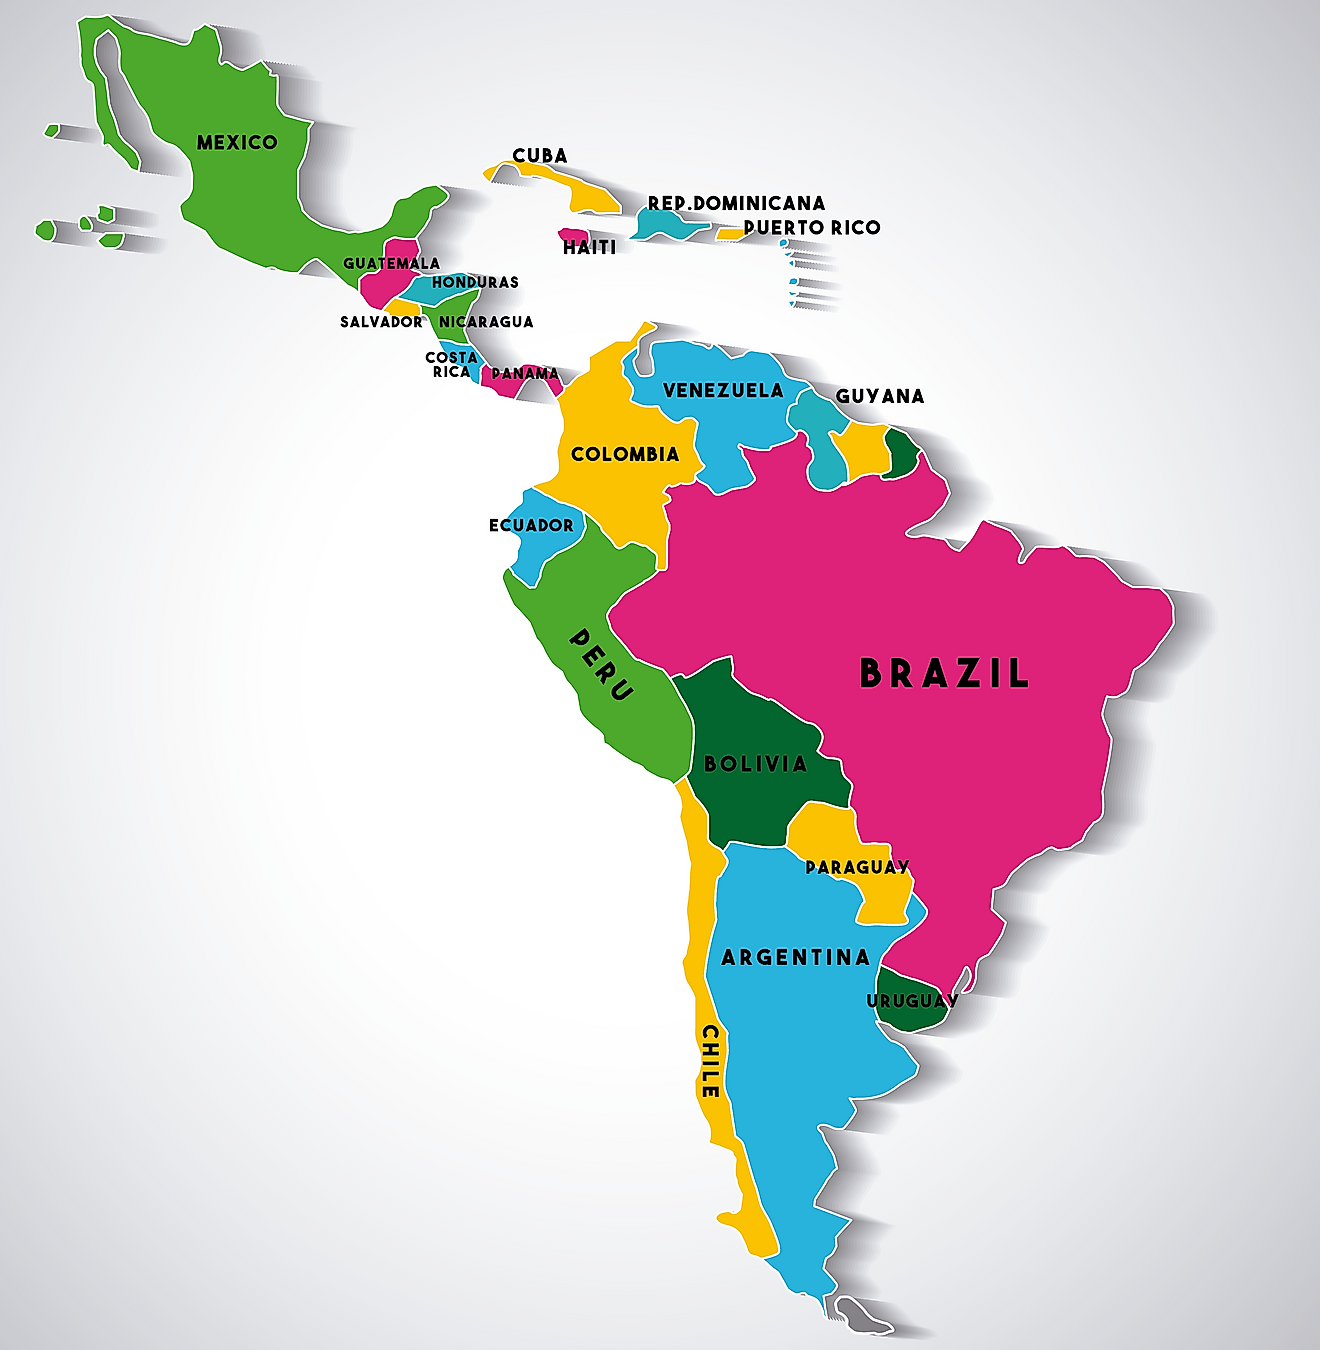 MEXICO
CUBA
REP.DOMINICANA
PUERTO RICO
HAITI
GUATEMALA
HONDURAS
SALVADOR
NICARAGUA
COSTA
RICA
PANAMA
VENEZUELA
GUYANA
COLOMBIA
ECUADOR
PERU
BRAZIL
BOLIVIA
PARAGUAY
ARGENTINA
URUGUAY
CHILE